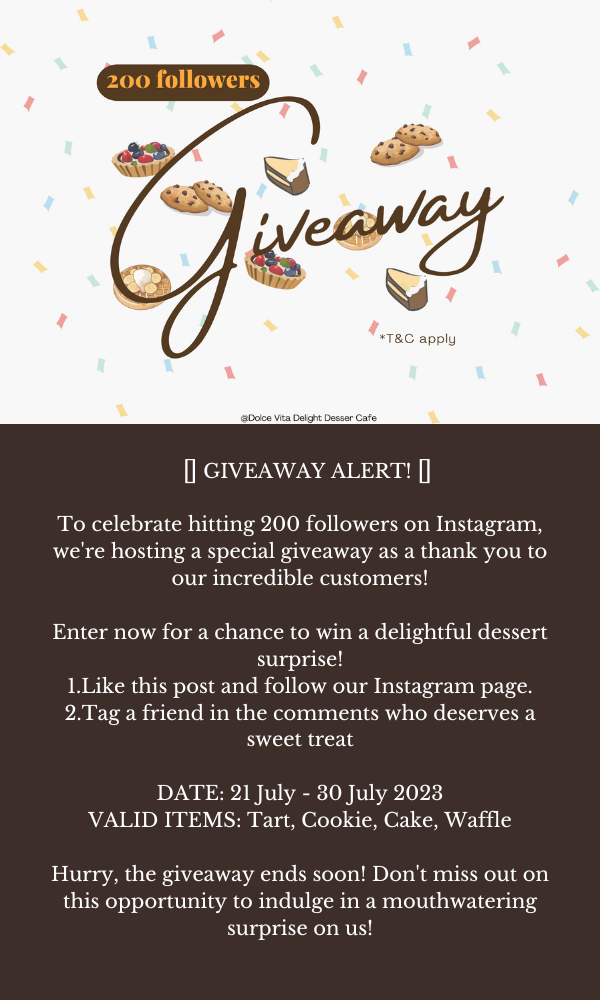 200 followers
Giveaway
*T&C apply
@Dolce Vita Delight Desser Cafe
[] GIVEAWAY ALERT! []
To celebrate hitting 200 followers on Instagram,
we're hosting a special giveaway as a thank you to
our incredible customers!
Enter now for a chance to win a delightful dessert
surprise!
1.Like this post and follow our Instagram page.
2.Tag a friend in the comments who deserves a
sweet treat
DATE: 21 July - 30 July 2023
VALID ITEMS: Tart, Cookie, Cake, Waffle
Hurry, the giveaway ends soon! Don't miss out on
this opportunity to indulge in a mouthwatering
surprise on us!